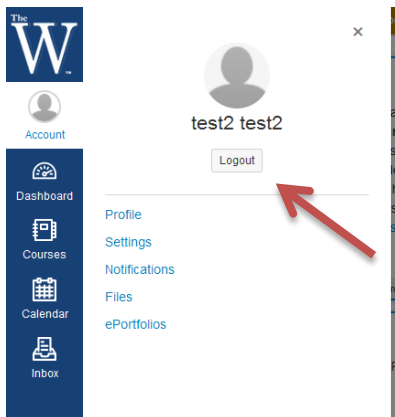 The
W
Account
Dashboard
Courses
Calendar
Inbox
×
test2 test2
Logout
Profile
Settings
Notifications
Files
ePortfolios